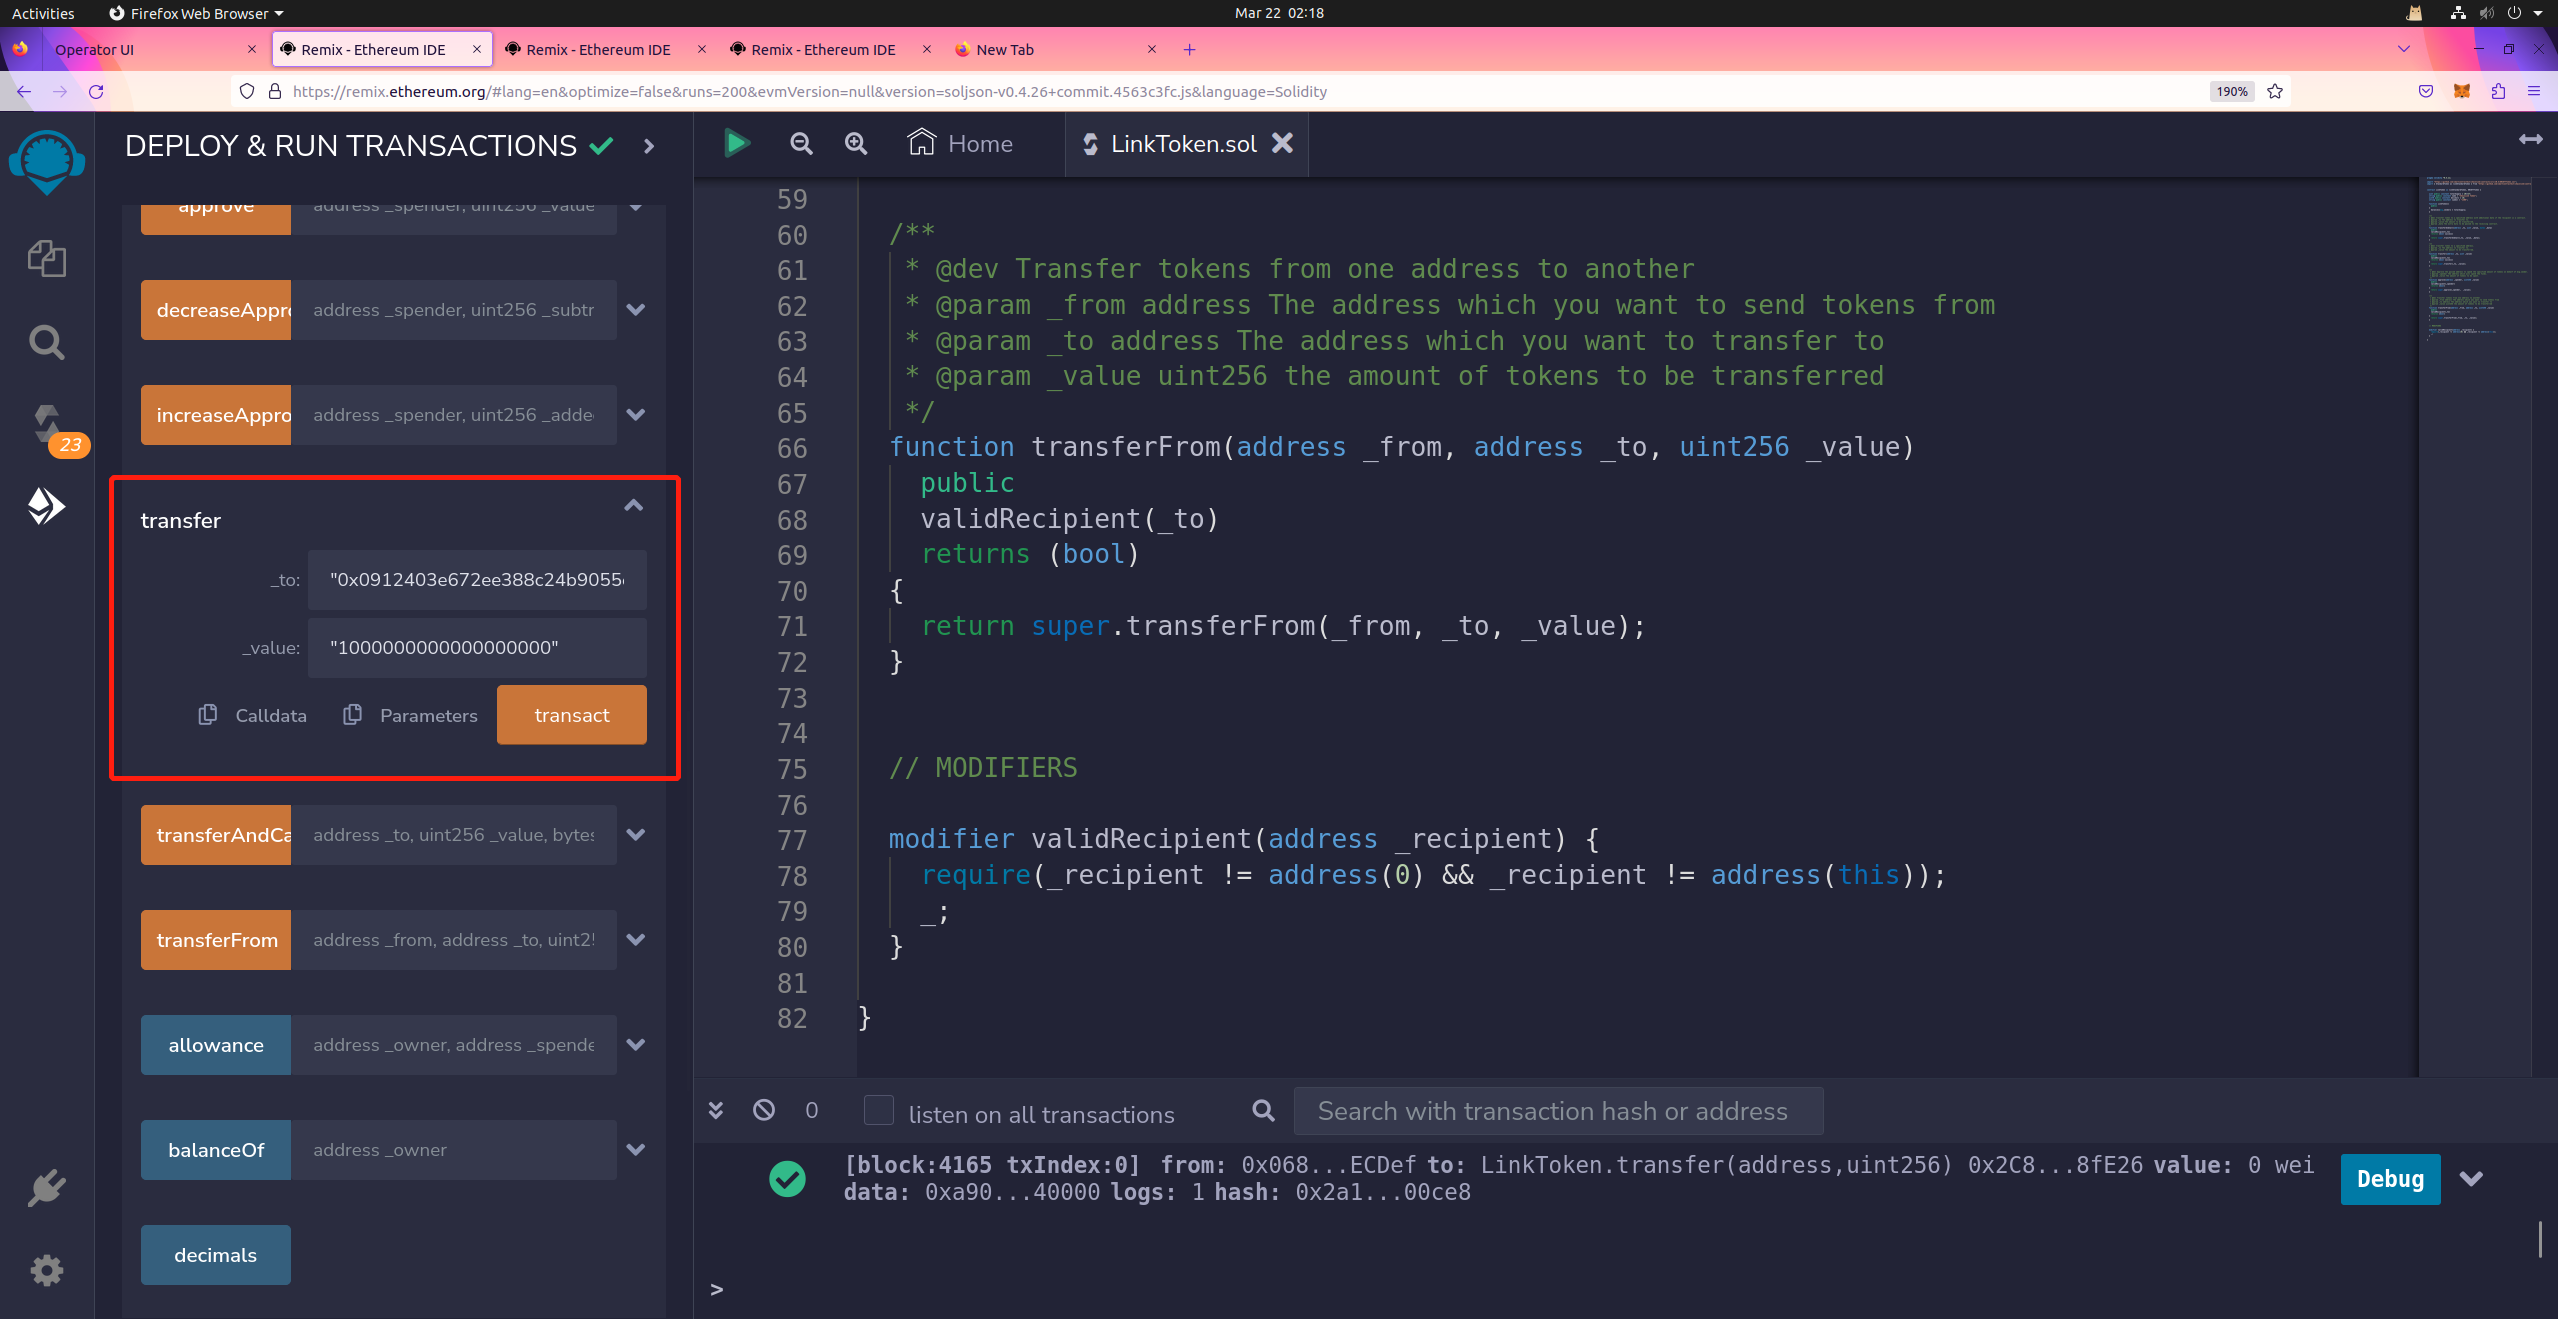 Activities
Firefox Web Browser
Mar 22 02:18
Operator UI
Remix - Ethereum IDE
Remix - Ethereum IDE
Remix - Ethereum IDE
New Tab
https://remix.ethereum.org/#lang=en&optimize=false&runs=200&evmVersion=null&version=soljson-v0.4.26+commit.4563c3fc.js&language=Solidity
190%
DEPLOY & RUN TRANSACTIONS
Home
LinkToken.sol
approve address _spender, uint256 _value
decreaseAppro address _spender, uint256 _subtr
increaseAppro address _spender, uint256 _adde
23
transfer
_to: "0x0912403e672ee388c24b9055
_value: "1000000000000000000"
Calldata
Parameters
transact
transferAndCa address _to, uint256 _value, bytes
transferFrom address _from, address _to, uint25
allowance address _owner, address _spende
balanceOf address _owner
decimals
59
60 /**
61 * @dev Transfer tokens from one address to another
62 * @param _from address The address which you want to send tokens from
63 * @param _to address The address which you want to transfer to
64 * @param _value uint256 the amount of tokens to be transferred
65 */
66 function transferFrom(address _from, address _to, uint256 _value)
67 public
68 validRecipient(_to)
69 returns (bool)
70 {
71 return super.transferFrom(_from, _to, _value);
72 }
73
74
75 // MODIFIERS
76
77 modifier validRecipient(address _recipient) {
78 require(_recipient != address(0) && _recipient != address(this));
79 _;
80 }
81
82 }
0
listen on all transactions
Search with transaction hash or address
[block:4165 txIndex:0] from: 0x068...ECDef to: LinkToken.transfer(address,uint256) 0x2C8...8fE26 value: 0 wei
data: 0xa90...40000 logs: 1 hash: 0x2a1...00ce8
Debug
>